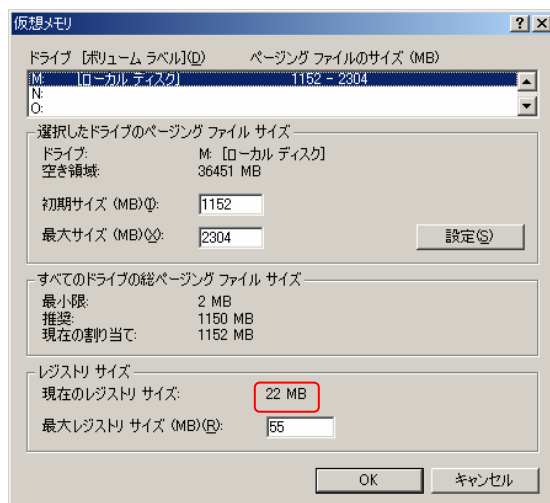 仮想メモリ
ドライブ [ボリューム ラベル](D) ページング ファイルのサイズ (MB)
M: [ローカル ディスク] 1152 - 2304
N:
O:
選択したドライブのページング ファイル サイズ
ドライブ: M: [ローカル ディスク]
空き領域: 36451 MB
初期サイズ (MB)(I): 1152
最大サイズ (MB)(X): 2304 設定(S)
すべてのドライブの総ページング ファイル サイズ
最小限: 2 MB
推奨: 1150 MB
現在の割り当て: 1152 MB
レジストリ サイズ
現在のレジストリ サイズ: 22 MB
最大レジストリ サイズ (MB)(R): 55
OK キャンセル